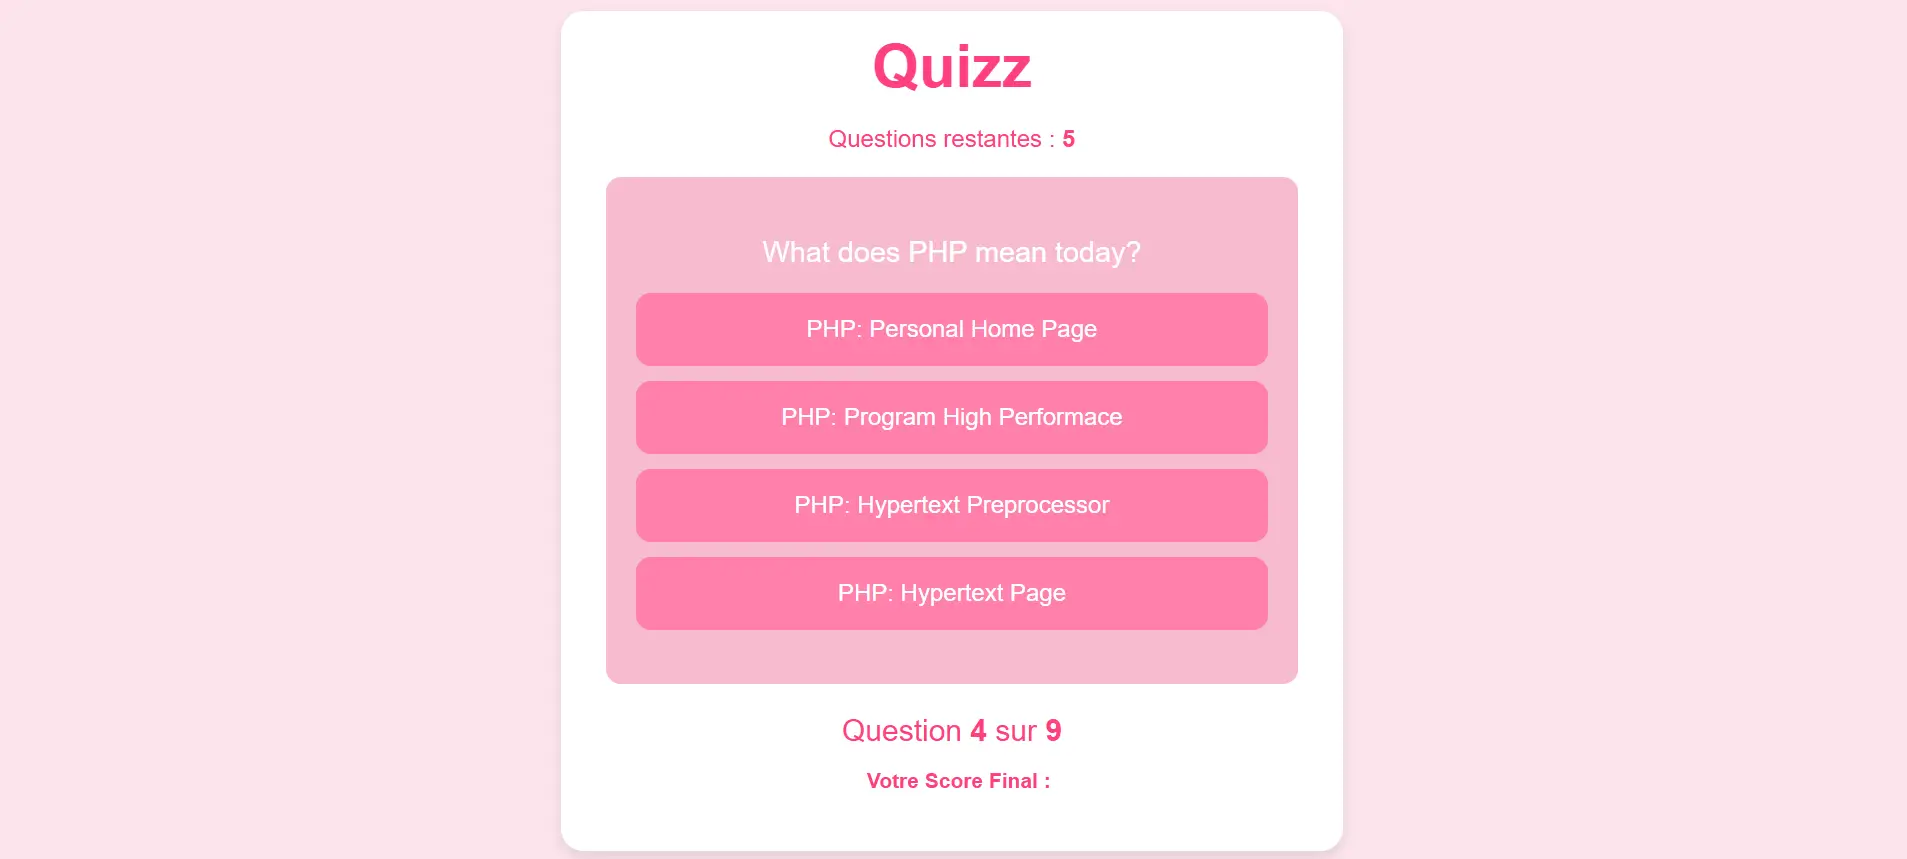 Quizz
Questions restantes : 5
What does PHP mean today?
PHP: Personal Home Page
PHP: Program High Performace
PHP: Hypertext Preprocessor
PHP: Hypertext Page
Question 4 sur 9
Votre Score Final :